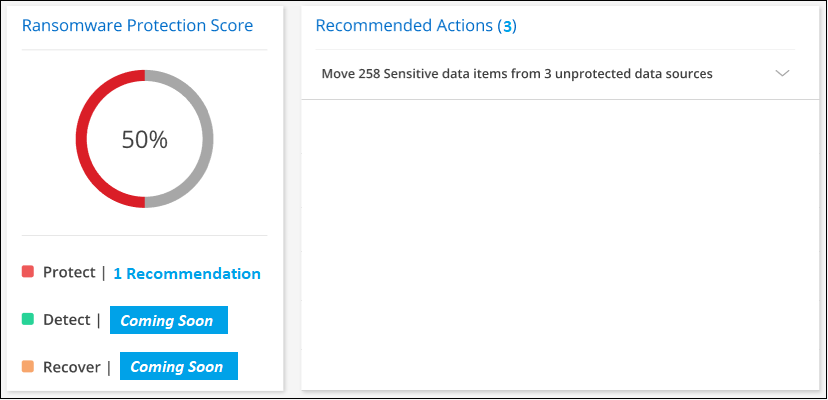 Ransomware Protection Score
50%
Protect | 1 Recommendation
Detect | Coming Soon
Recover | Coming Soon
Recommended Actions (3)
Move 258 Sensitive data items from 3 unprotected data sources